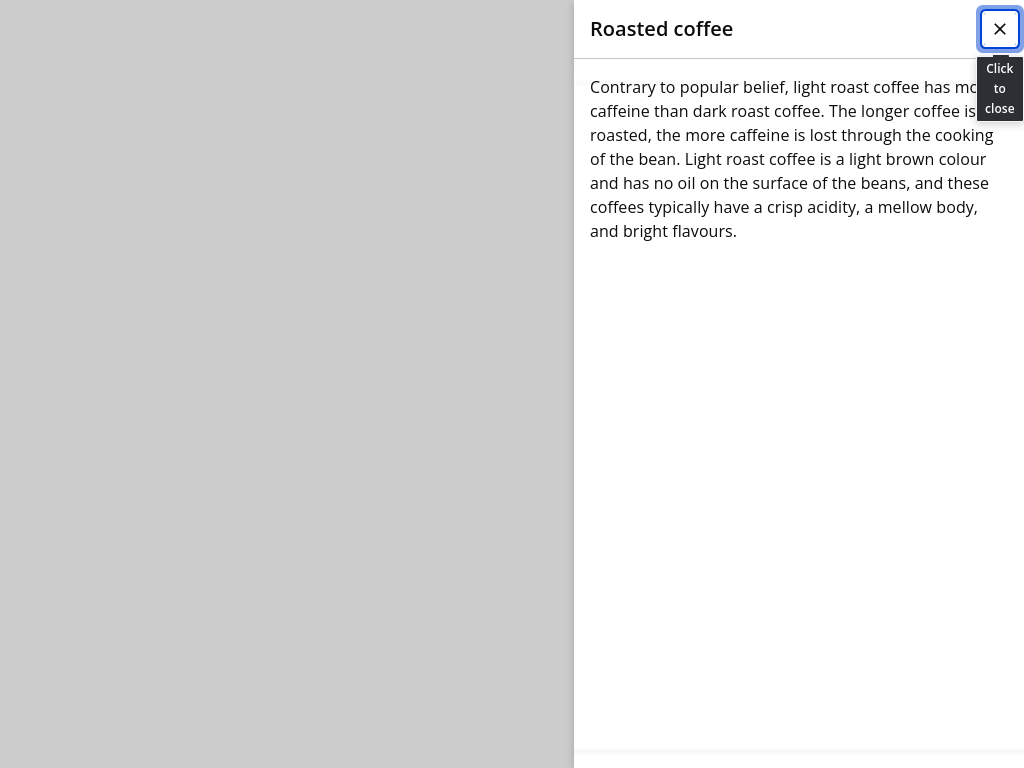 Roasted coffee
Click
to
close
Contrary to popular belief, light roast coffee has
caffeine than dark roast coffee. The longer coffee is
roasted, the more caffeine is lost through the cooking
of the bean. Light roast coffee is a light brown colour
and has no oil on the surface of the beans, and these
coffees typically have a crisp acidity, a mellow body,
and bright flavours.